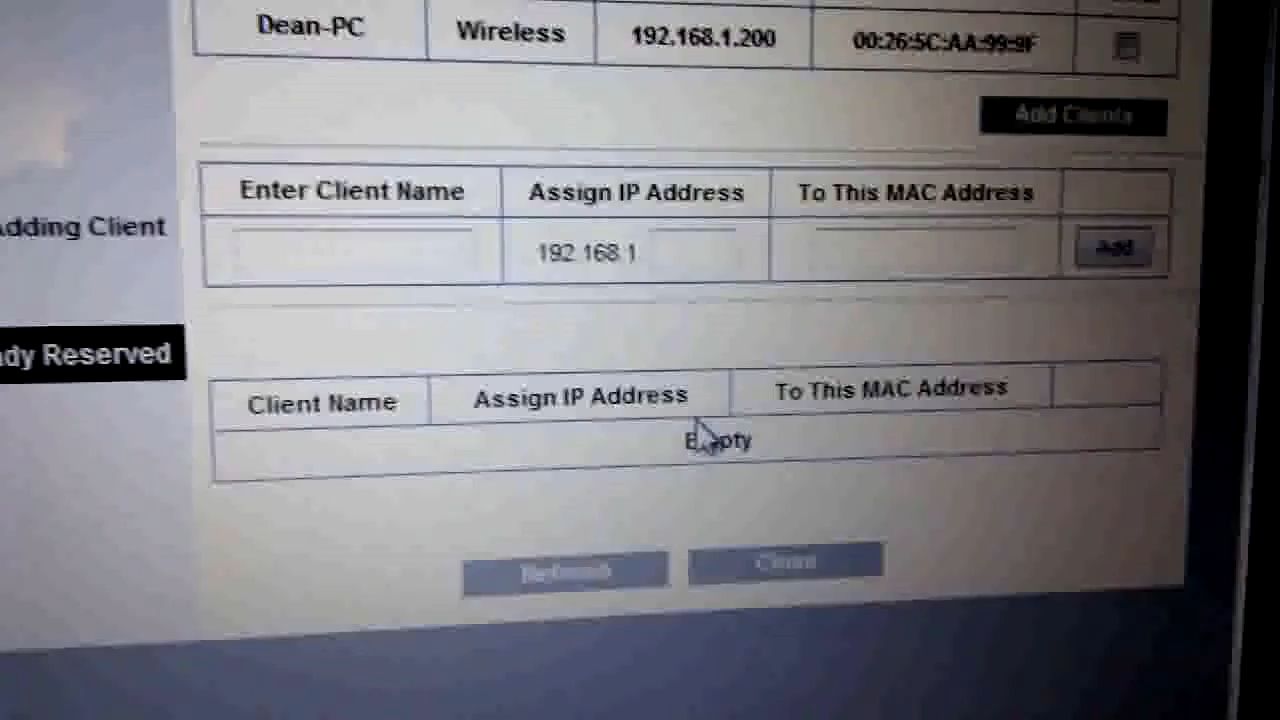 Dean-PC Wireless 192.168.1.200 00:26:5C:AA:99:9F
Add Clients
Enter Client Name Assign IP Address To This MAC Address
Adding Client 192.168.1 Add
ady Reserved
Client Name Assign IP Address To This MAC Address
Empty
Refresh Close